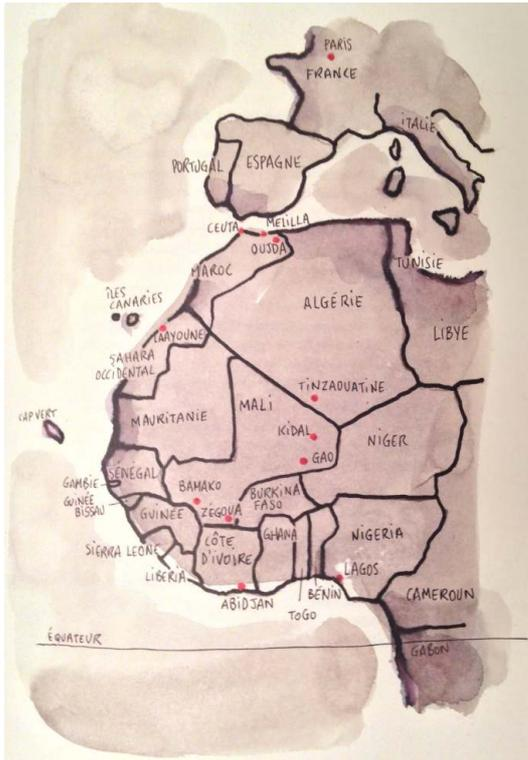 PARIS
FRANCE
ITALIE
PORTUGAL
ESPAGNE
CEUTA
MELILLA
OUJDA
MAROC
TUNISIE
ÎLES
CANARIES
ALGÉRIE
LIBYE
LAAYOUNE
SAHARA
OCCIDENTAL
TINZAOUATINE
CAP VERT
MAURITANIE
MALI
KIDAL
NIGER
GAO
SÉNÉGAL
GAMBIE
GUINÉE
BISSAU
BAMAKO
BURKINA
FASO
GUINÉE
ZÉGOUA
SIERRA LEONE
CÔTE
D'IVOIRE
GHANA
NIGERIA
LIBERIA
LAGOS
ABIDJAN
BÉNIN
TOGO
CAMEROUN
ÉQUATEUR
GABON